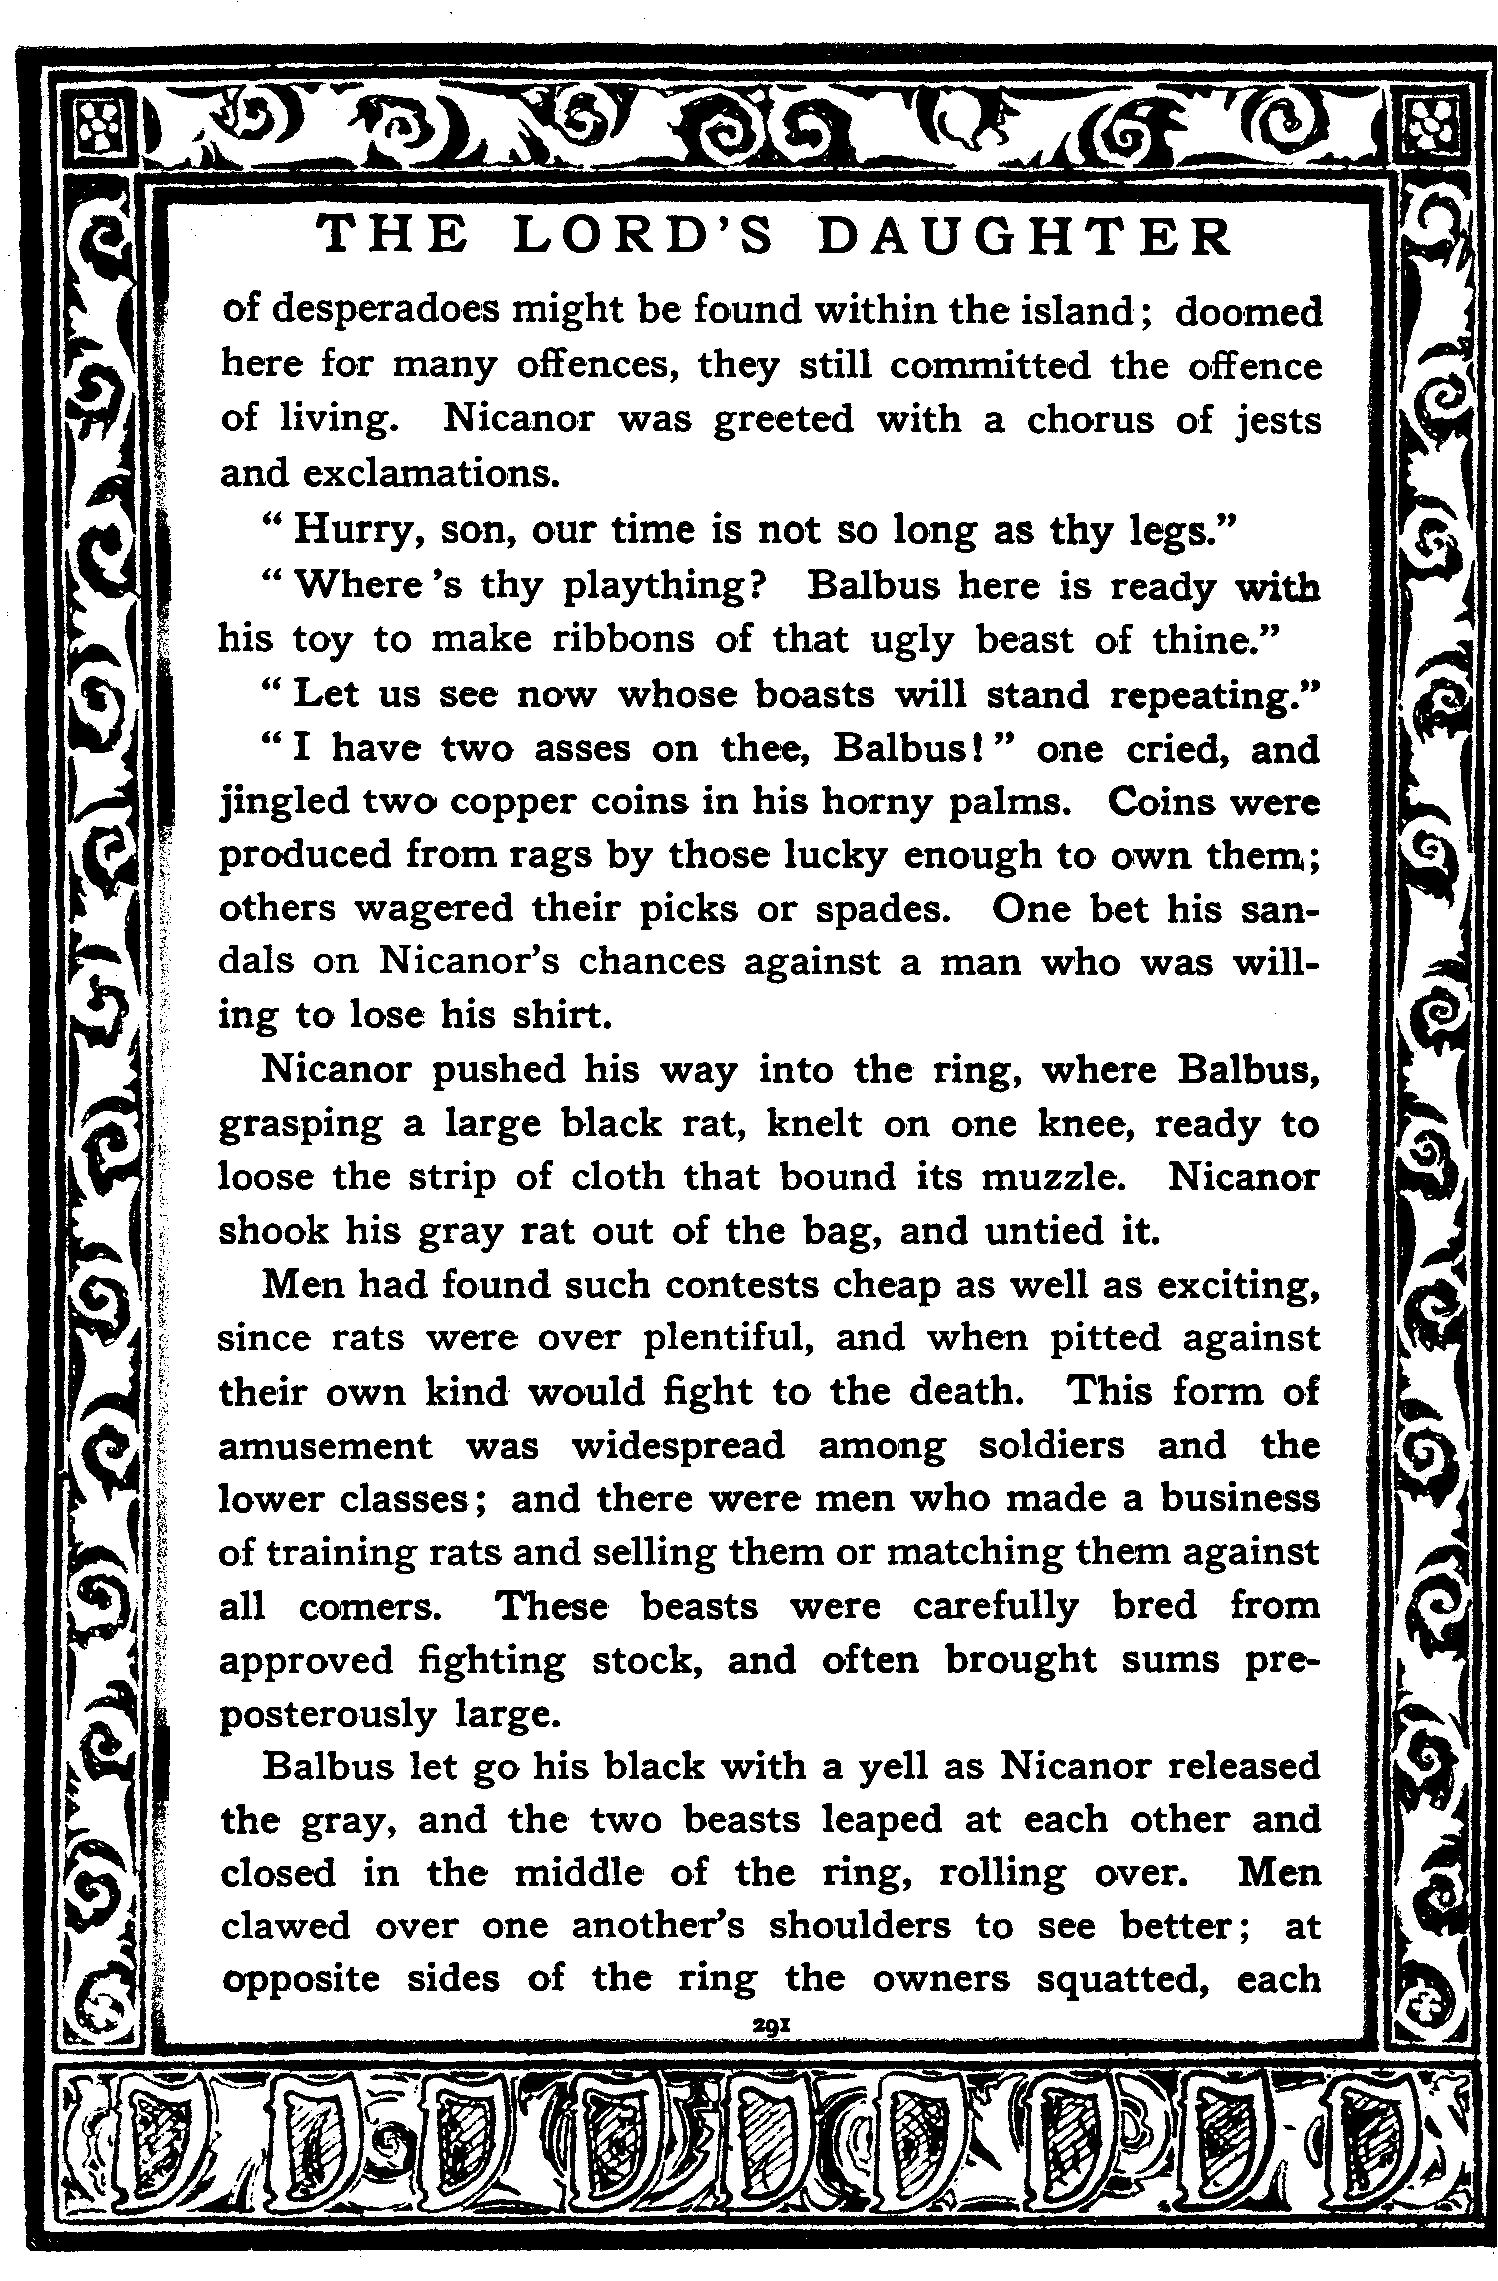 THE LORD'S DAUGHTER
of desperadoes might be found within the island; doomed
here for many offences, they still committed the offence
of living. Nicanor was greeted with a chorus of jests
and exclamations.
“Hurry, son, our time is not so long as thy legs.”
“Where's thy plaything? Balbus here is ready with
his toy to make ribbons of that ugly beast of thine.”
“Let us see now whose boasts will stand repeating.”
“I have two asses on thee, Balbus!” one cried, and
jingled two copper coins in his horny palms. Coins were
produced from rags by those lucky enough to own them;
others wagered their picks or spades. One bet his san-
dals on Nicanor's chances against a man who was will-
ing to lose his shirt.
Nicanor pushed his way into the ring, where Balbus,
grasping a large black rat, knelt on one knee, ready to
loose the strip of cloth that bound its muzzle. Nicanor
shook his gray rat out of the bag, and untied it.
Men had found such contests cheap as well as exciting,
since rats were over plentiful, and when pitted against
their own kind would fight to the death. This form of
amusement was widespread among soldiers and the
lower classes; and there were men who made a business
of training rats and selling them or matching them against
all comers. These beasts were carefully bred from
approved fighting stock, and often brought sums pre-
posterously large.
Balbus let go his black with a yell as Nicanor released
the gray, and the two beasts leaped at each other and
closed in the middle of the ring, rolling over. Men
clawed over one another's shoulders to see better; at
opposite sides of the ring the owners squatted, each
291